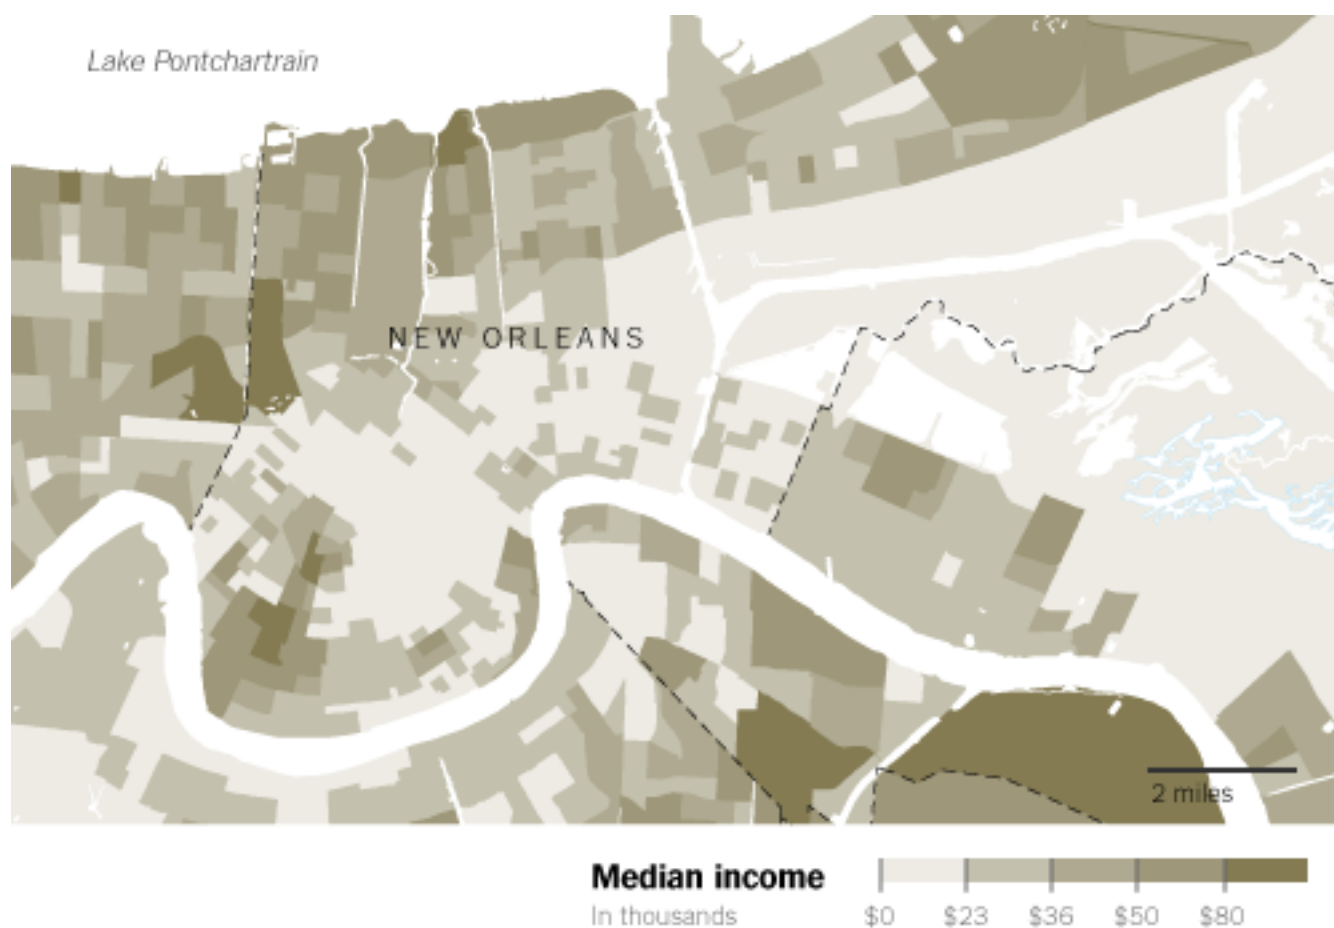 Lake Pontchartrain
NEW ORLEANS
2 miles
Median income
In thousands
$0 $23 $36 $50 $80